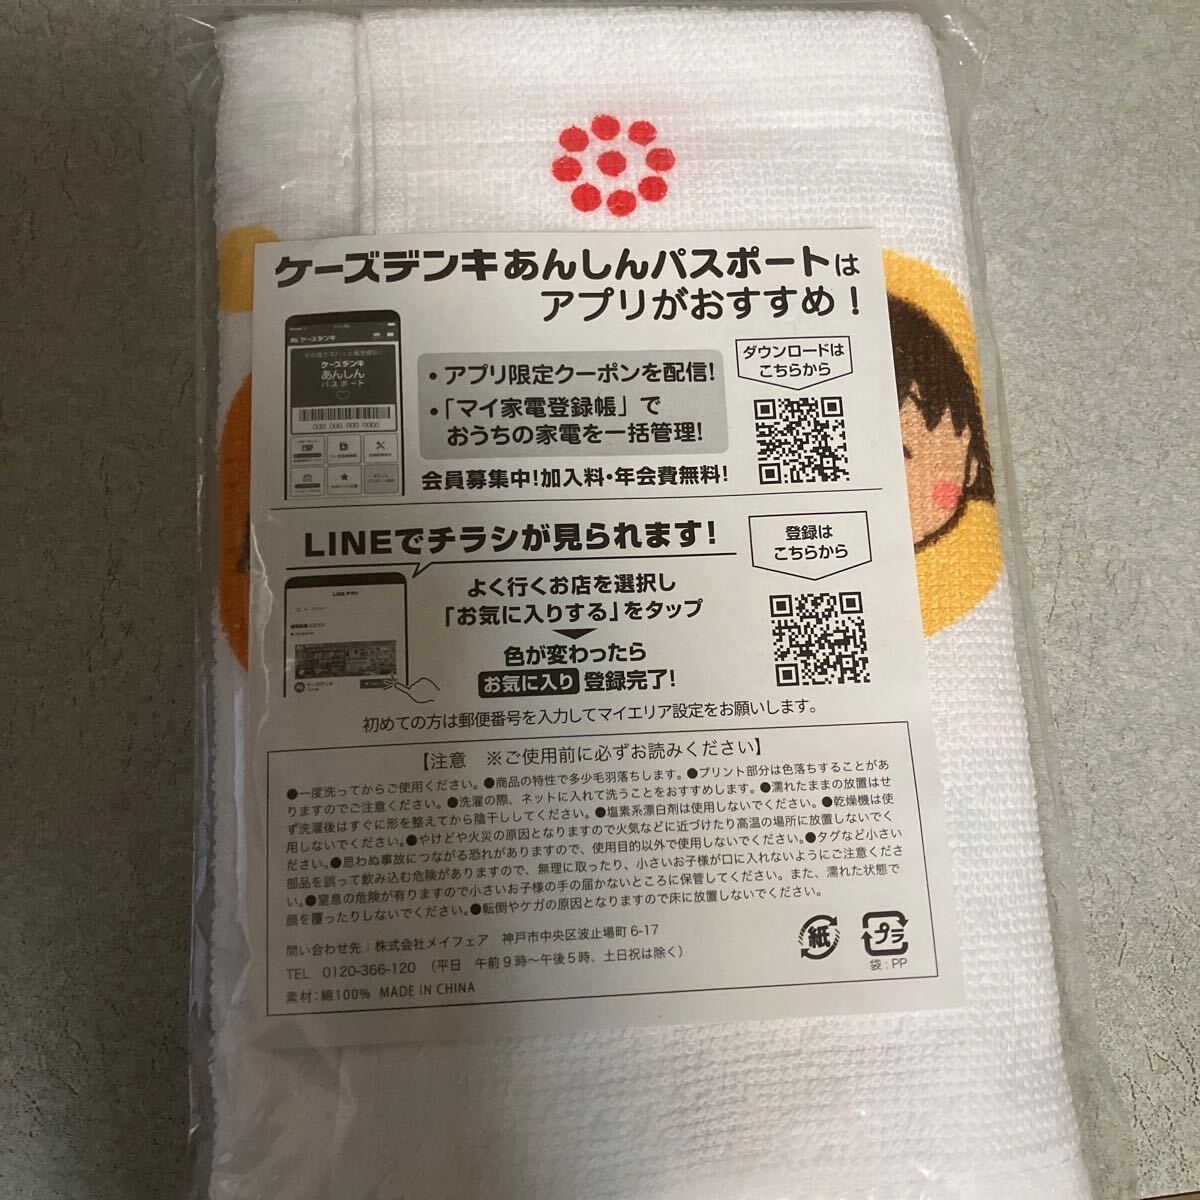 ケーズデンキあんしんパスポートは
アプリがおすすめ！
ケーズデンキ
ケーズデンキ
あんしん
パスポート
000 000 000 0000
・アプリ限定クーポンを配信!
・「マイ家電登録帳」で
おうちの家電を一括管理!
会員募集中!加入料・年会費無料!
ダウンロードは
こちらから
LINEでチラシが見られます!
登録は
こちらから
LINE チラシ
ケーズデンキ
よく行くお店を選択し
「お気に入りする」をタップ
色が変わったら
お気に入り 登録完了!
初めての方は郵便番号を入力してマイエリア設定をお願いします。
【注意　※ご使用前に必ずお読みください】
●一度洗ってからご使用ください。●商品の特性で多少毛羽落ちします。●プリント部分は色落ちすることがあ
りますのでご注意ください。●洗濯の際、ネットに入れて洗うことをおすすめします。●濡れたままの放置はせ
ず洗濯後はすぐに形を整えてから陰干ししてください。●塩素系漂白剤は使用しないでください。●乾燥機は使
用しないでください。●やけどや火災の原因となりますので火気などに近づけたり高温の場所に放置しないでく
ださい。●思わぬ事故につながる恐れがありますので、使用目的以外で使用しないでください。●タグなど小さい
部品を誤って飲み込む危険がありますので、無理に取ったり、小さいお子様が口に入れないようにご注意くださ
い。●窒息の危険が有りますので小さいお子様の手の届かないところに保管してください。また、濡れた状態で
顔を覆ったりしないでください。●転倒やケガの原因となりますので床に放置しないでください。
問い合わせ先：株式会社メイフェア　神戸市中央区波止場町 6-17
TEL　0120-366-120　（平日　午前９時〜午後５時、土日祝は除く）
素材：綿100%　MADE IN CHINA
紙
プラ
袋：PP